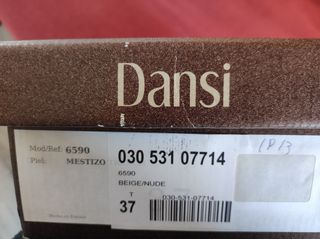 Dansi
Mod/Ref: 6590
Piel: MESTIZO
030 531 07714
6590
BEIGE/NUDE
T
37
030-531-07714